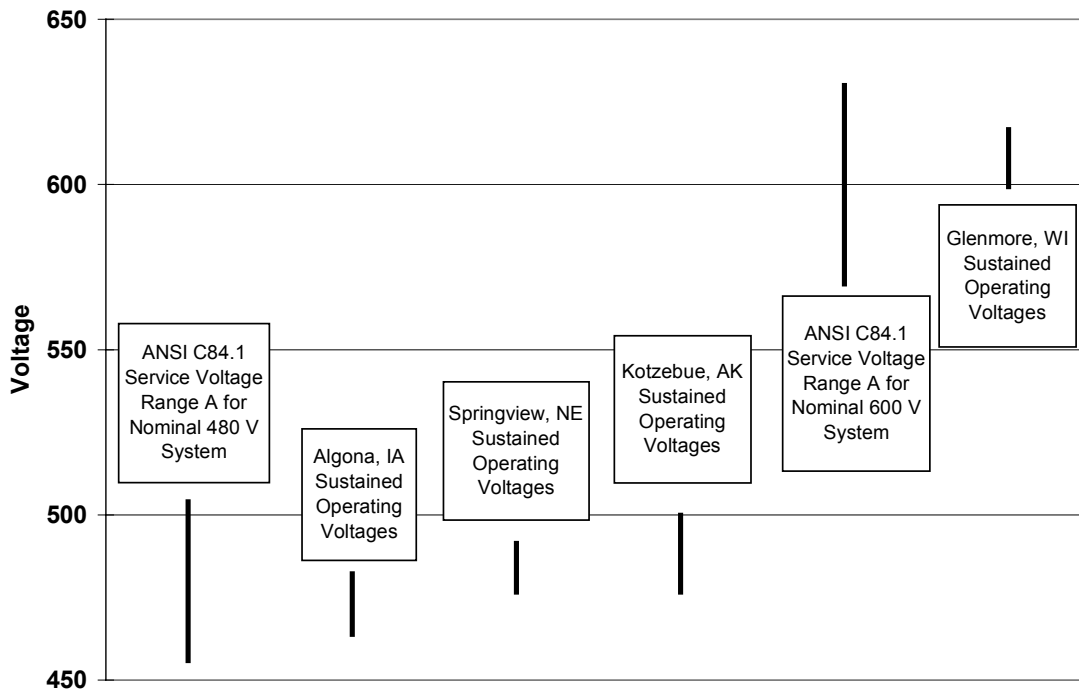 650
600
550
500
450
Voltage
ANSI C84.1
Service Voltage
Range A for
Nominal 480 V
System
Algona, IA
Sustained
Operating
Voltages
Springview, NE
Sustained
Operating
Voltages
Kotzebue, AK
Sustained
Operating
Voltages
ANSI C84.1
Service Voltage
Range A for
Nominal 600 V
System
Glenmore, WI
Sustained
Operating
Voltages